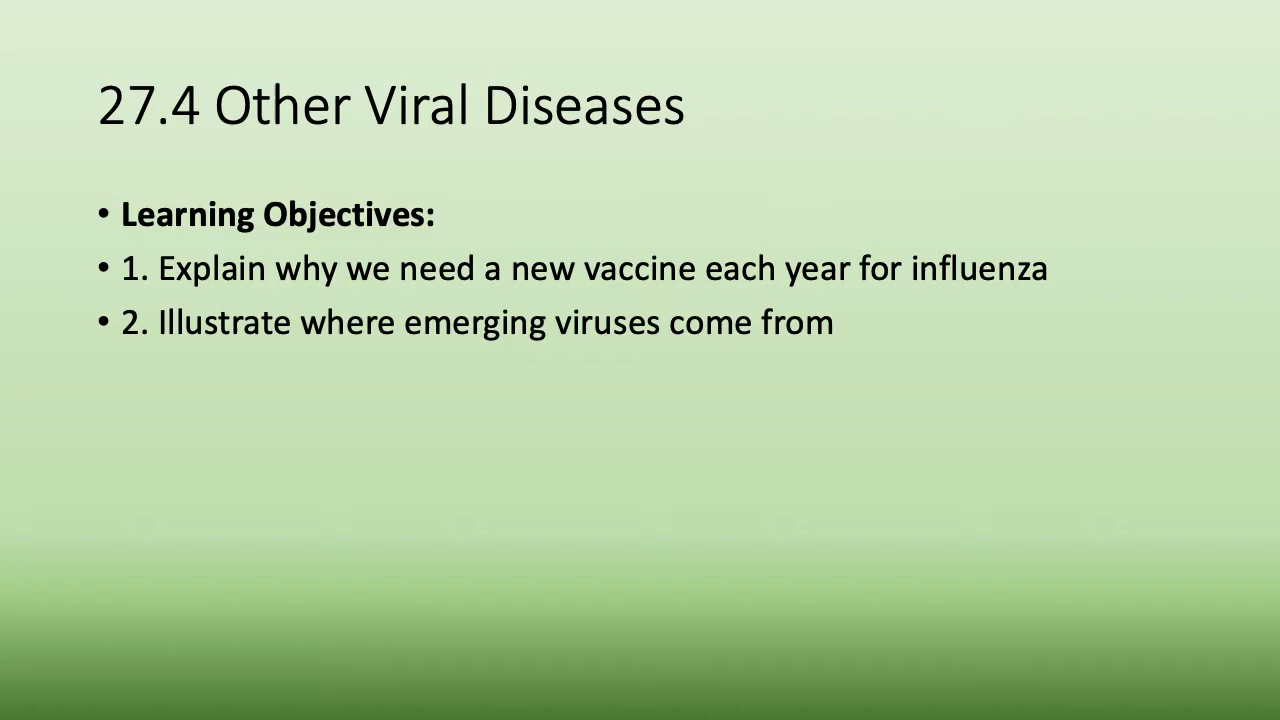 27.4 Other Viral Diseases
• Learning Objectives:
• 1. Explain why we need a new vaccine each year for influenza
• 2. Illustrate where emerging viruses come from